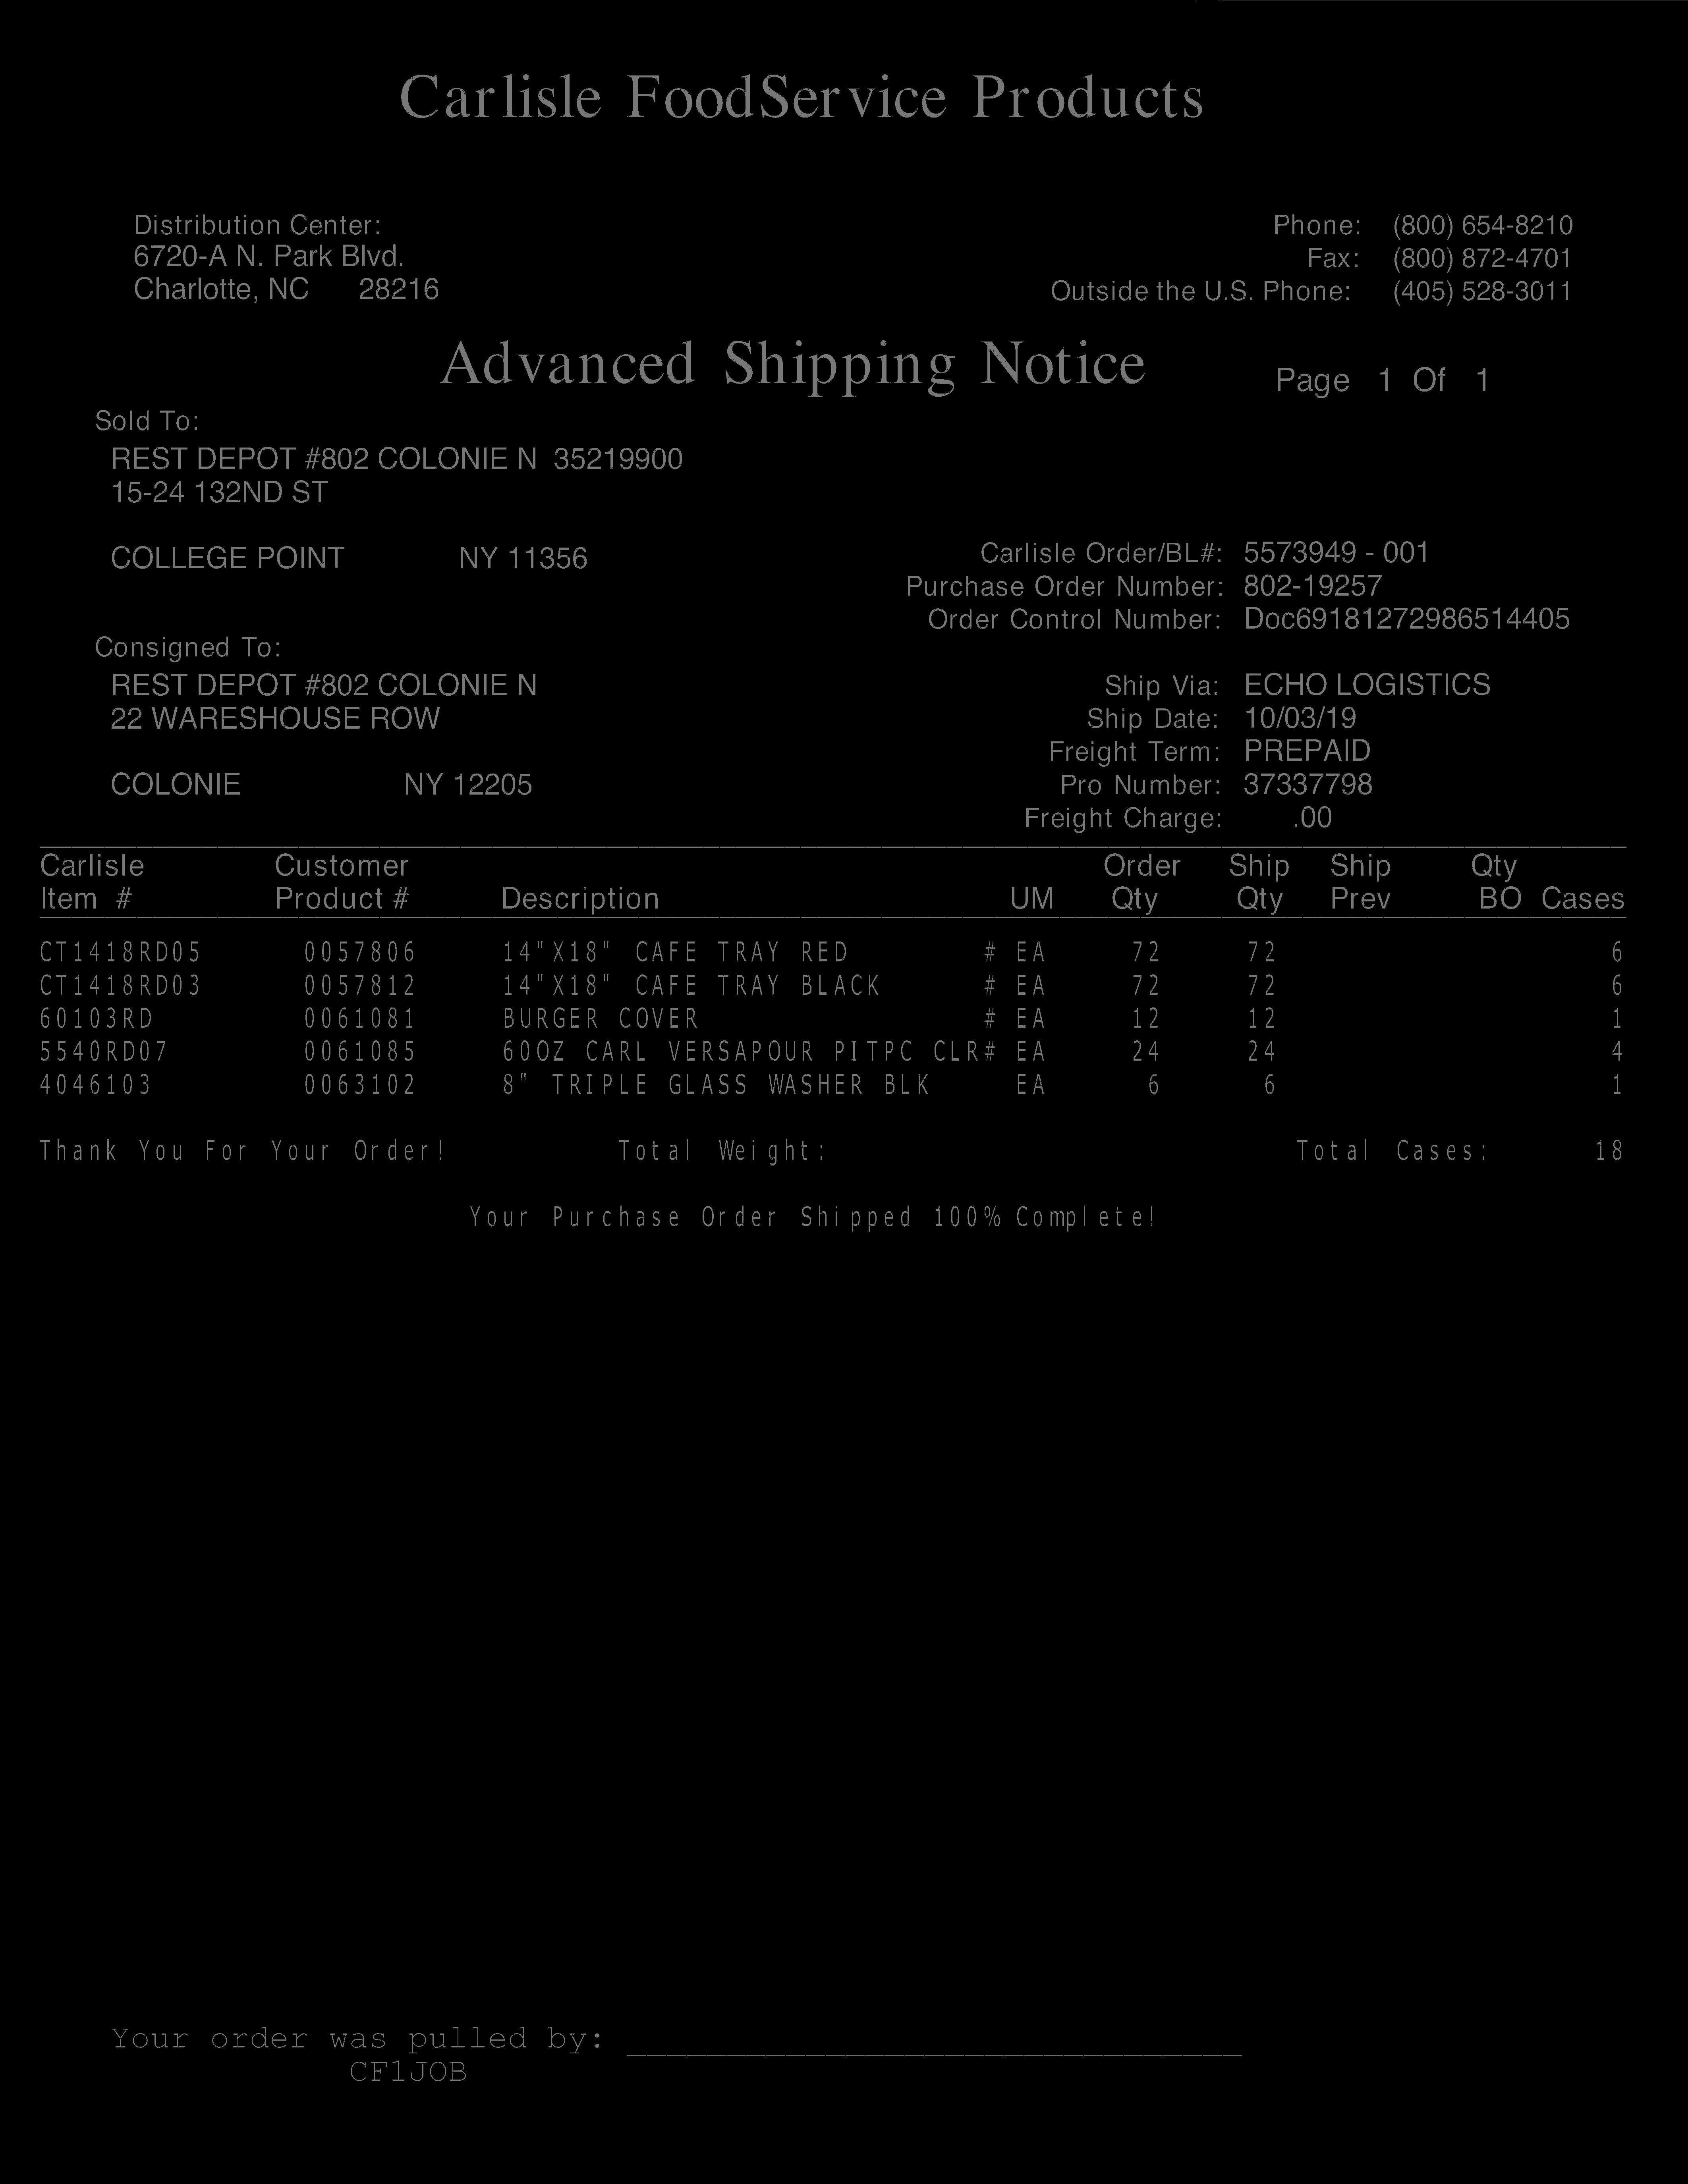 Carlisle FoodService Products
Distribution Center:
6720-A N. Park Blvd.
Charlotte, NC 28216
Phone: (800) 654-8210
Fax: (800) 872-4701
Outside the U.S. Phone: (405) 528-3011
Advanced Shipping Notice
Page 1 Of 1
Sold To:
REST DEPOT #802 COLONIE N 35219900
15-24 132ND ST
COLLEGE POINT NY 11356
Carlisle Order/BL#: 5573949 - 001
Purchase Order Number: 802-19257
Order Control Number: Doc69181272986514405
Consigned To:
REST DEPOT #802 COLONIE N
22 WARESHOUSE ROW
COLONIE NY 12205
Ship Via: ECHO LOGISTICS
Ship Date: 10/03/19
Freight Term: PREPAID
Pro Number: 37337798
Freight Charge: .00
Carlisle Customer Order Ship Ship Qty
Item # Product # Description UM Qty Qty Prev BO Cases
CT1418RD05 0057806 14"X18" CAFE TRAY RED # EA 72 72 6
CT1418RD03 0057812 14"X18" CAFE TRAY BLACK # EA 72 72 6
60103RD 0061081 BURGER COVER # EA 12 12 1
5540RD07 0061085 60OZ CARL VERSAPOUR PITPC CLR# EA 24 24 4
4046103 0063102 8" TRIPLE GLASS WASHER BLK EA 6 6 1
Thank You For Your Order! Total Weight: Total Cases: 18
Your Purchase Order Shipped 100% Complete!
Your order was pulled by:
CF1JOB